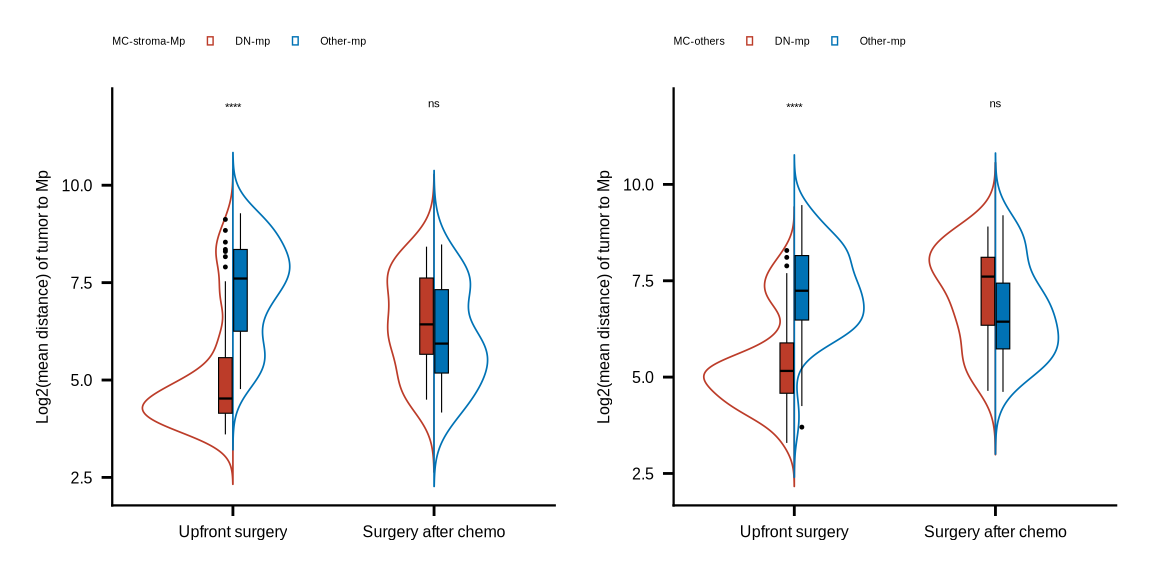 MC-stroma-Mp DN-mp Other-mp
****
ns
Log2(mean distance) of tumor to Mp
10.0
7.5
5.0
2.5
Upfront surgery
Surgery after chemo
MC-others DN-mp Other-mp
****
ns
Log2(mean distance) of tumor to Mp
10.0
7.5
5.0
2.5
Upfront surgery
Surgery after chemo